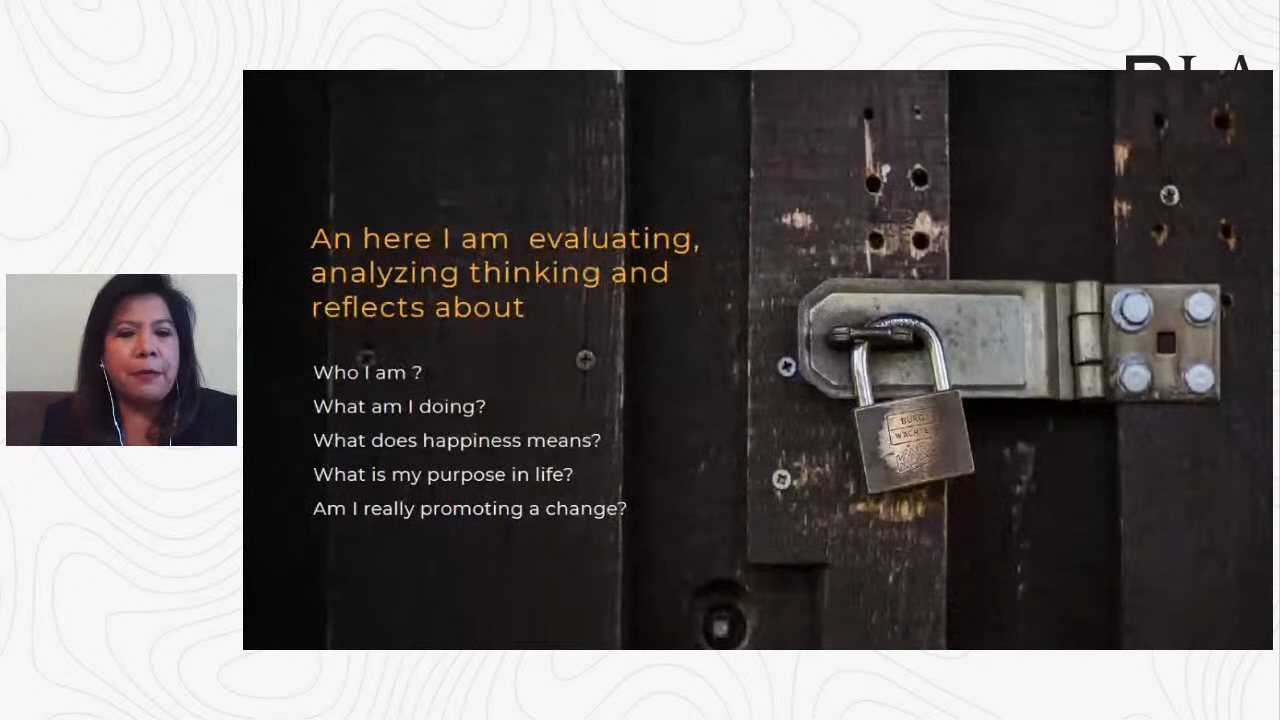 An here I am evaluating,
analyzing thinking and
reflects about
Who I am ?
What am I doing?
What does happiness means?
What is my purpose in life?
Am I really promoting a change?
BURG